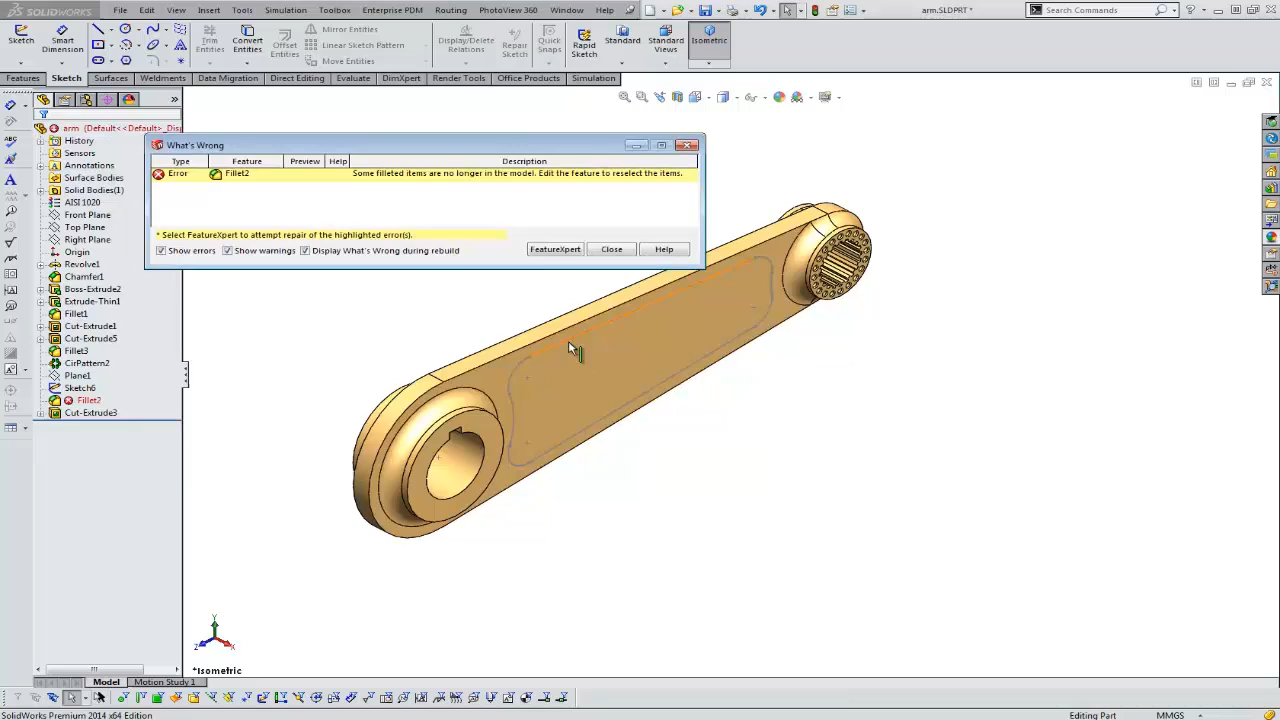 SOLIDWORKS File Edit View Insert Tools Toolbox Enterprise PDM Simulation Routing PhotoView 360 Window Help arm.SLDPRT * Search Commands
Sketch Smart Dimension Trim Entities Convert Entities Offset Entities Mirror Entities Linear Sketch Pattern Move Entities Display/Delete Relations Repair Sketch Quick Snaps Rapid Sketch Standard Standard Views Isometric
Features Sketch Surfaces Weldments Data Migration Direct Editing Evaluate DimXpert Render Tools Office Products Simulation
arm (Default<<Default>_Disp
History
Sensors
Annotations
Surface Bodies
Solid Bodies(1)
AISI 1020
Front Plane
Top Plane
Right Plane
Origin
Revolve1
Chamfer1
Boss-Extrude2
Extrude-Thin1
Fillet1
Cut-Extrude1
Cut-Extrude5
Fillet3
CirPattern2
Plane1
Sketch6
Fillet2
Cut-Extrude3
What's Wrong
Type Feature Preview Help Description
Error Fillet2 Some filleted items are no longer in the model. Edit the feature to reselect the items.
* Select FeatureXpert to attempt repair of the highlighted error(s).
Show errors Show warnings Display What's Wrong during rebuild FeatureXpert Close Help
Y
Z X
*Isometric
Model Motion Study 1
SolidWorks Premium 2014 x64 Edition Editing Part MMGS